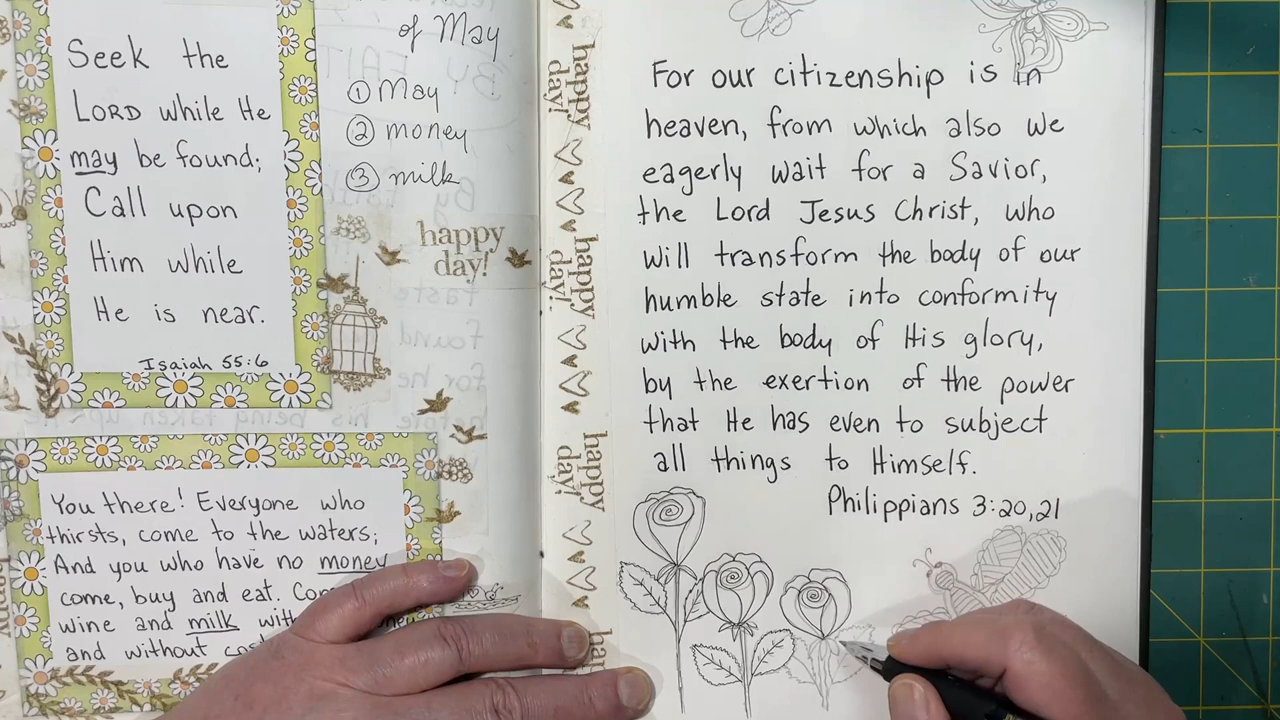 Seek the
LORD while He
may be found;
Call upon
Him while
He is near.
Isaiah 55:6
You there! Everyone who
thirsts, come to the waters;
And you who have no money
come, buy and eat.
wine and milk
and without
of May
① May
② money
③ milk
happy
day!
happy
day!
happy
day!
happy
day!
For our citizenship is in
heaven, from which also we
eagerly wait for a Savior,
the Lord Jesus Christ, who
will transform the body of our
humble state into conformity
with the body of His glory,
by the exertion of the power
that He has even to subject
all things to Himself.
Philippians 3:20,21